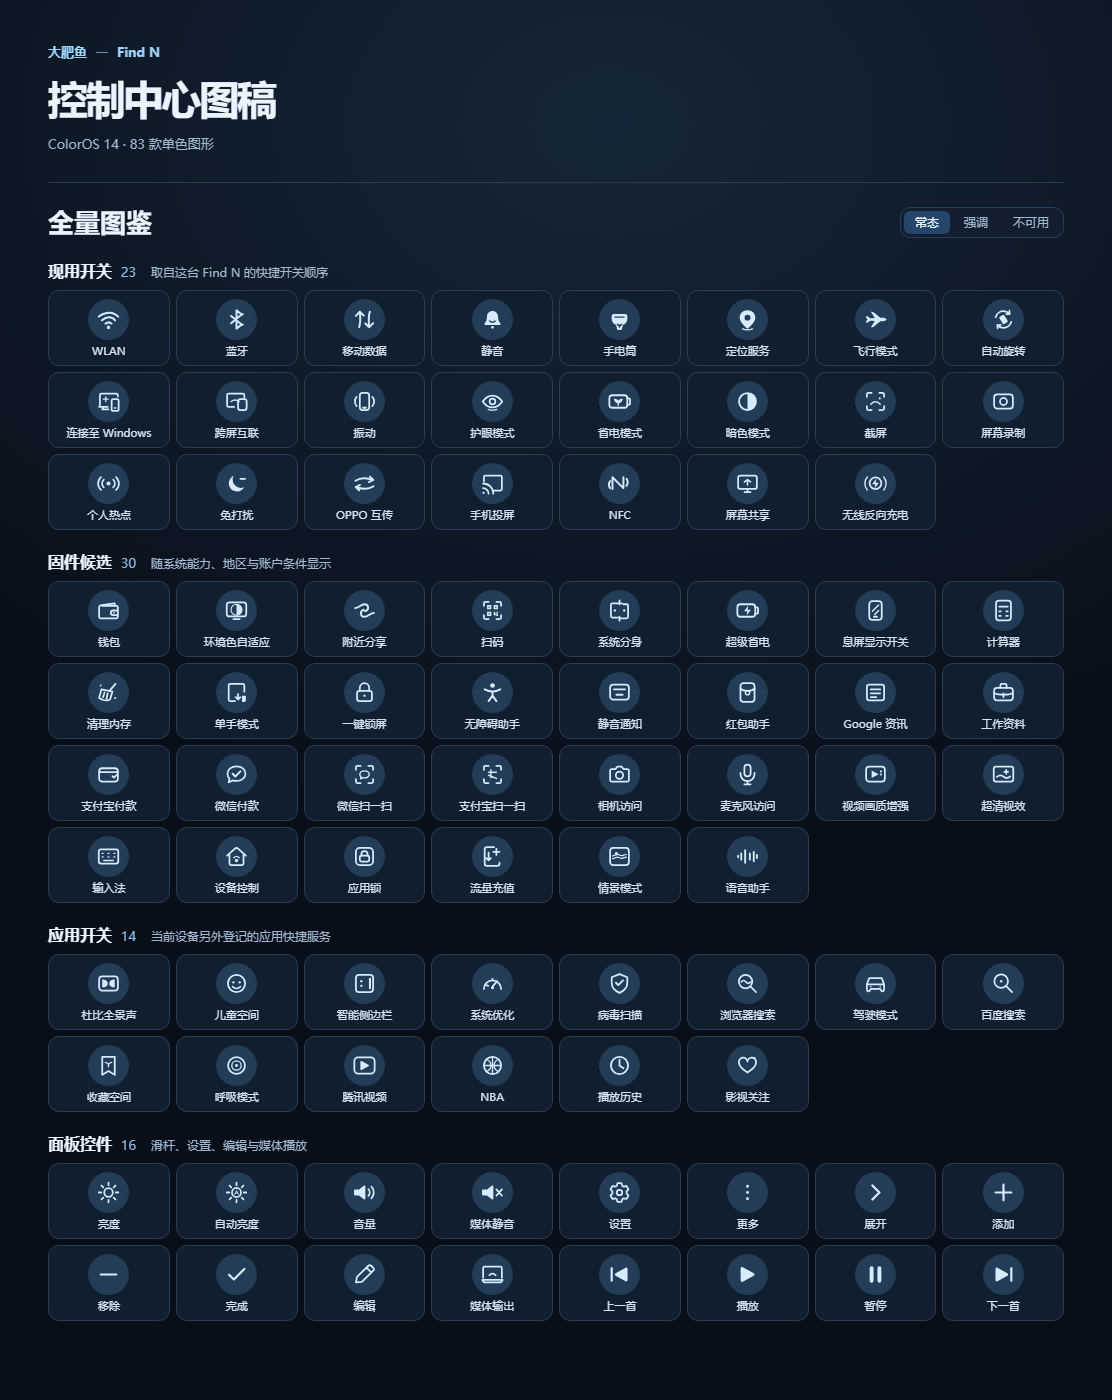 大肥鱼 — Find N
控制中心图稿
ColorOS 14 · 83 款单色图形
全量图鉴
常态 强调 不可用
现用开关 23 取自这台 Find N 的快捷开关顺序
WLAN 蓝牙 移动数据 静音 手电筒 定位服务 飞行模式 自动旋转
连接至 Windows 跨屏互联 振动 护眼模式 省电模式 暗色模式 截屏 屏幕录制
个人热点 免打扰 OPPO 互传 手机投屏 NFC 屏幕共享 无线反向充电
固件候选 30 随系统能力、地区与账户条件显示
钱包 环境色自适应 附近分享 扫码 系统分身 超级省电 息屏显示开关 计算器
清理内存 单手模式 一键锁屏 无障碍助手 静音通知 红包助手 Google 资讯 工作资料
支付宝付款 微信付款 微信扫一扫 支付宝扫一扫 相机访问 麦克风访问 视频画质增强 超清视效
输入法 设备控制 应用锁 流量充值 情景模式 语音助手
应用开关 14 当前设备另外登记的应用快捷服务
杜比全景声 儿童空间 智能侧边栏 系统优化 病毒扫描 浏览器搜索 驾驶模式 百度搜索
收藏空间 呼吸模式 腾讯视频 NBA 播放历史 影视关注
面板控件 16 滑杆、设置、编辑与媒体播放
亮度 自动亮度 音量 媒体静音 设置 更多 展开 添加
移除 完成 编辑 媒体输出 上一首 播放 暂停 下一首